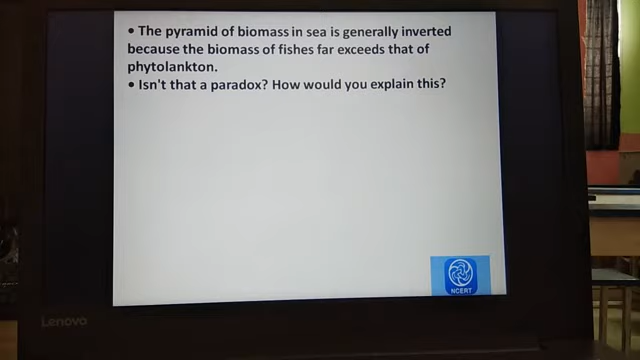 • The pyramid of biomass in sea is generally inverted
because the biomass of fishes far exceeds that of
phytolankton.
• Isn't that a paradox? How would you explain this?
NCERT
Lenovo